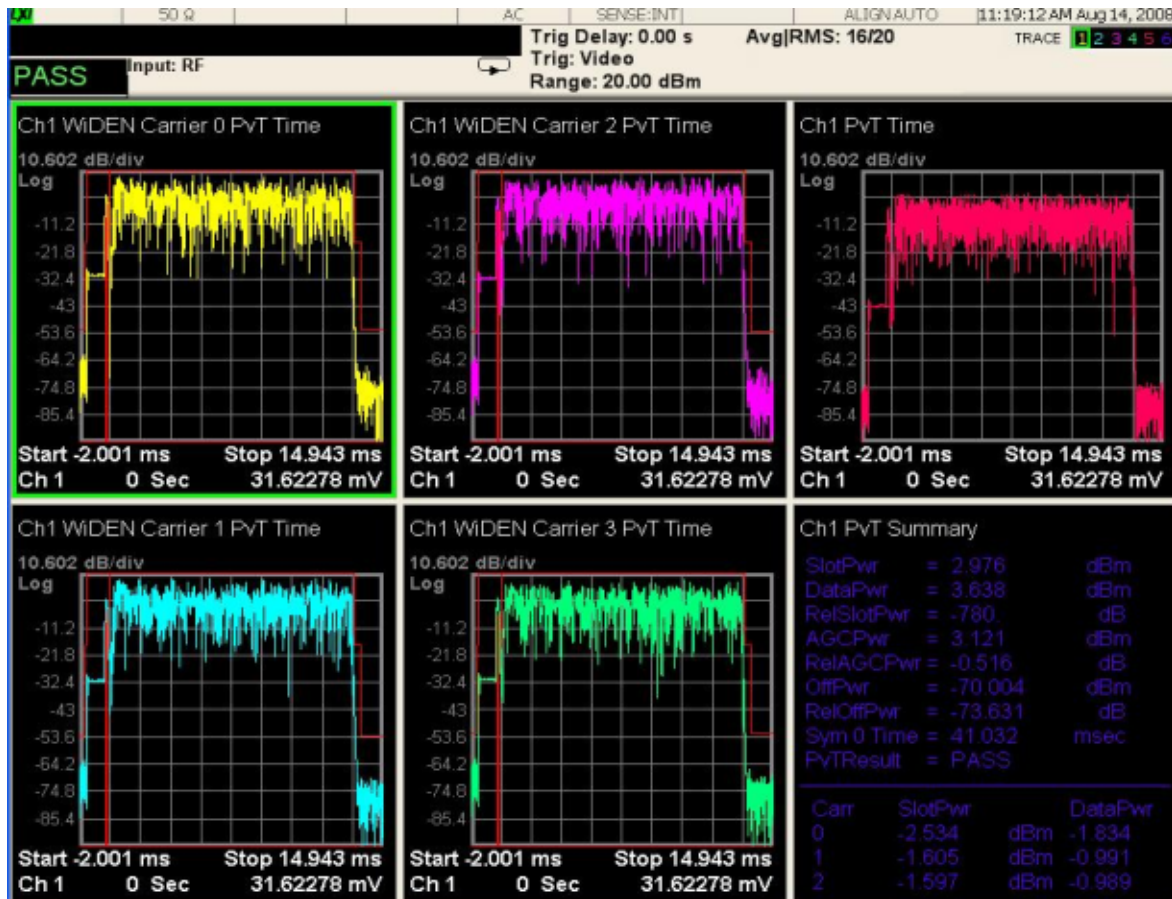 LXI 50 Ω AC SENSE:INT ALIGN AUTO 11:19:12 AM Aug 14, 2008
Trig Delay: 0.00 s Avg|RMS: 16/20 TRACE 1 2 3 4 5 6
Input: RF Trig: Video
PASS Range: 20.00 dBm
Ch1 WiDEN Carrier 0 PvT Time
10.602 dB/div
Log
-11.2
-21.8
-32.4
-43
-53.6
-64.2
-74.8
-85.4
Start -2.001 ms Stop 14.943 ms
Ch 1 0 Sec 31.62278 mV
Ch1 WiDEN Carrier 2 PvT Time
10.602 dB/div
Log
-11.2
-21.8
-32.4
-43
-53.6
-64.2
-74.8
-85.4
Start -2.001 ms Stop 14.943 ms
Ch 1 0 Sec 31.62278 mV
Ch1 PvT Time
10.602 dB/div
Log
-11.2
-21.8
-32.4
-43
-53.6
-64.2
-74.8
-85.4
Start -2.001 ms Stop 14.943 ms
Ch 1 0 Sec 31.62278 mV
Ch1 WiDEN Carrier 1 PvT Time
10.602 dB/div
Log
-11.2
-21.8
-32.4
-43
-53.6
-64.2
-74.8
-85.4
Start -2.001 ms Stop 14.943 ms
Ch 1 0 Sec 31.62278 mV
Ch1 WiDEN Carrier 3 PvT Time
10.602 dB/div
Log
-11.2
-21.8
-32.4
-43
-53.6
-64.2
-74.8
-85.4
Start -2.001 ms Stop 14.943 ms
Ch 1 0 Sec 31.62278 mV
Ch1 PvT Summary
SlotPwr = 2.976 dBm
DataPwr = 3.638 dBm
RelSlotPwr = -780. dB
AGCPwr = 3.121 dBm
RelAGCPwr = -0.516 dB
OffPwr = -70.004 dBm
RelOffPwr = -73.631 dB
Sym 0 Time = 41.032 msec
PvTResult = PASS
Carr SlotPwr DataPwr
0 -2.534 dBm -1.834
1 -1.605 dBm -0.991
2 -1.597 dBm -0.989